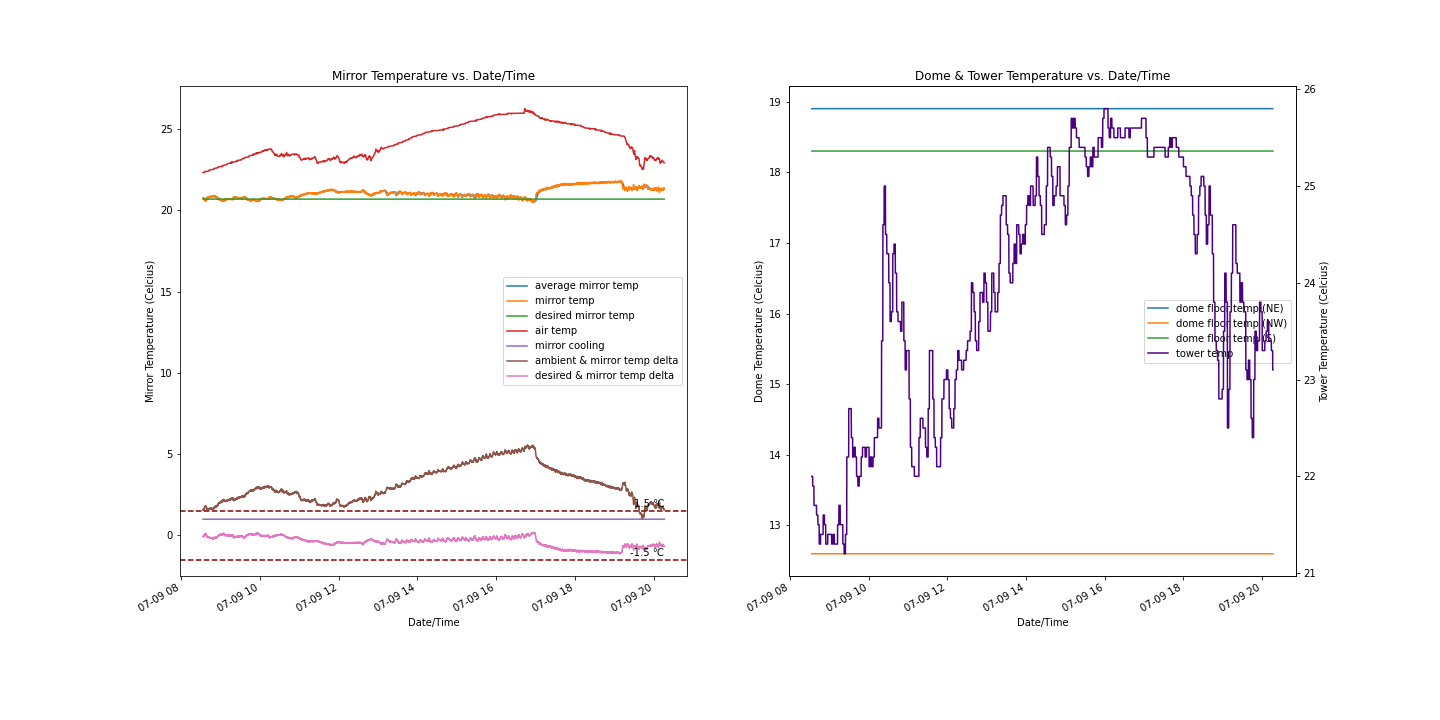 Mirror Temperature vs. Date/Time
Mirror Temperature (Celcius)
25
20
15
10
5
0
average mirror temp
mirror temp
desired mirror temp
air temp
mirror cooling
ambient & mirror temp delta
desired & mirror temp delta
1.5 °C
-1.5 °C
07-09 08
07-09 10
07-09 12
07-09 14
07-09 16
07-09 18
07-09 20
Date/Time
Dome & Tower Temperature vs. Date/Time
Dome Temperature (Celcius)
19
18
17
16
15
14
13
dome floor temp (NE)
dome floor temp (NW)
dome floor temp (S)
tower temp
26
25
24
23
22
21
Tower Temperature (Celcius)
07-09 08
07-09 10
07-09 12
07-09 14
07-09 16
07-09 18
07-09 20
Date/Time